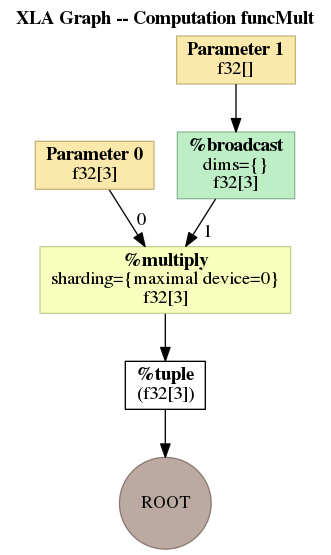 XLA Graph -- Computation funcMult
Parameter 1
f32[]
%broadcast
dims={}
f32[3]
Parameter 0
f32[3]
0
1
%multiply
sharding={maximal device=0}
f32[3]
%tuple
(f32[3])
ROOT